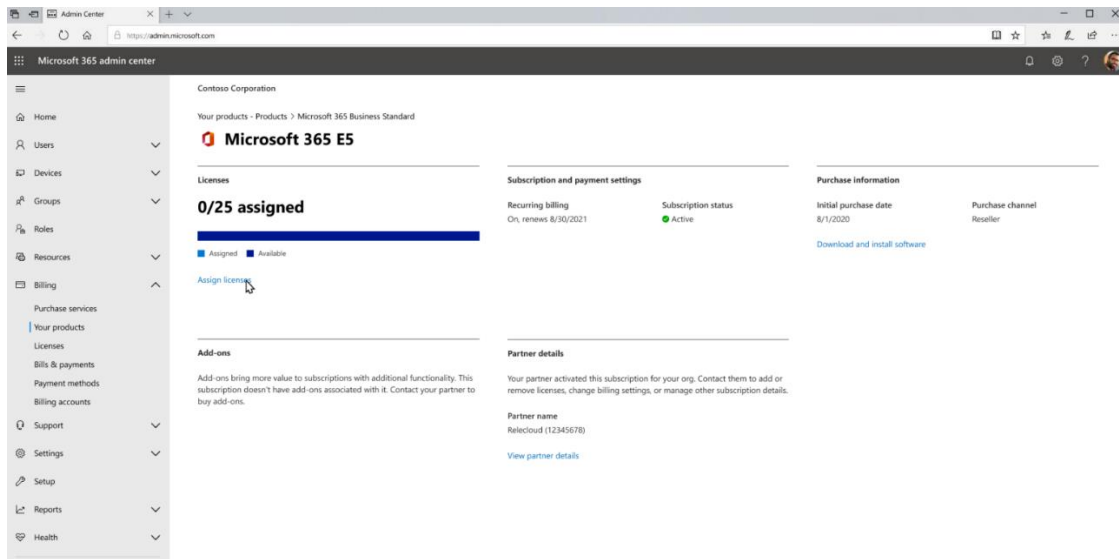 Admin Center
https://admin.microsoft.com
Microsoft 365 admin center
Home
Users
Devices
Groups
Roles
Resources
Billing
Purchase services
Your products
Licenses
Bills & payments
Payment methods
Billing accounts
Support
Settings
Setup
Reports
Health
Contoso Corporation
Your products - Products > Microsoft 365 Business Standard
Microsoft 365 E5
Licenses
0/25 assigned
Assigned Available
Assign licenses
Subscription and payment settings
Recurring billing
On, renews 8/30/2021
Subscription status
Active
Purchase information
Initial purchase date
8/1/2020
Purchase channel
Reseller
Download and install software
Add-ons
Add-ons bring more value to subscriptions with additional functionality. This
subscription doesn't have add-ons associated with it. Contact your partner to
buy add-ons.
Partner details
Your partner activated this subscription for your org. Contact them to add or
remove licenses, change billing settings, or manage other subscription details.
Partner name
Relecloud (12345678)
View partner details